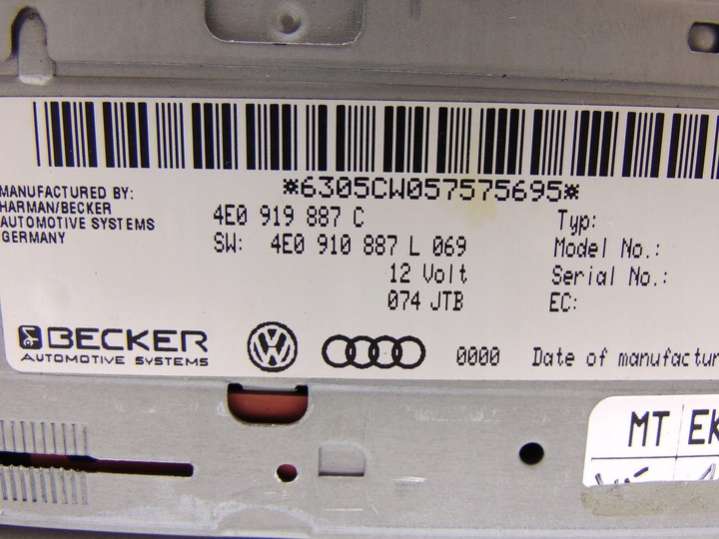 *6305CW057575695*
MANUFACTURED BY:
HARMAN/BECKER
AUTOMOTIVE SYSTEMS
GERMANY
4E0 919 887 C
SW: 4E0 910 887 L 069
12 Volt
074 JTB
Typ:
Model No.:
Serial No.:
EC:
BECKER
AUTOMOTIVE SYSTEMS
0000 Date of manufactur
MT EK